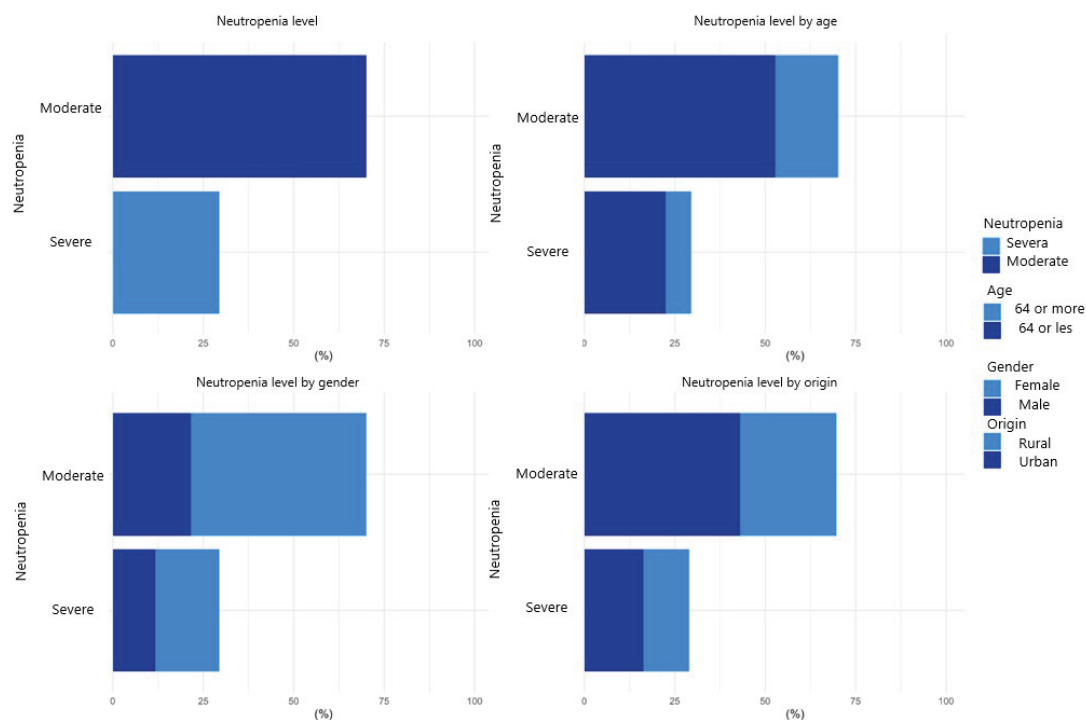 Neutropenia level
Neutropenia
Moderate
Severe
0 25 50 75 100
(%)
Neutropenia level by age
Neutropenia
Moderate
Severe
0 25 50 75 100
(%)
Neutropenia level by gender
Neutropenia
Moderate
Severe
0 25 50 75 100
(%)
Neutropenia level by origin
Neutropenia
Moderate
Severe
0 25 50 75 100
(%)
Neutropenia
Severa
Moderate
Age
64 or more
64 or les
Gender
Female
Male
Origin
Rural
Urban